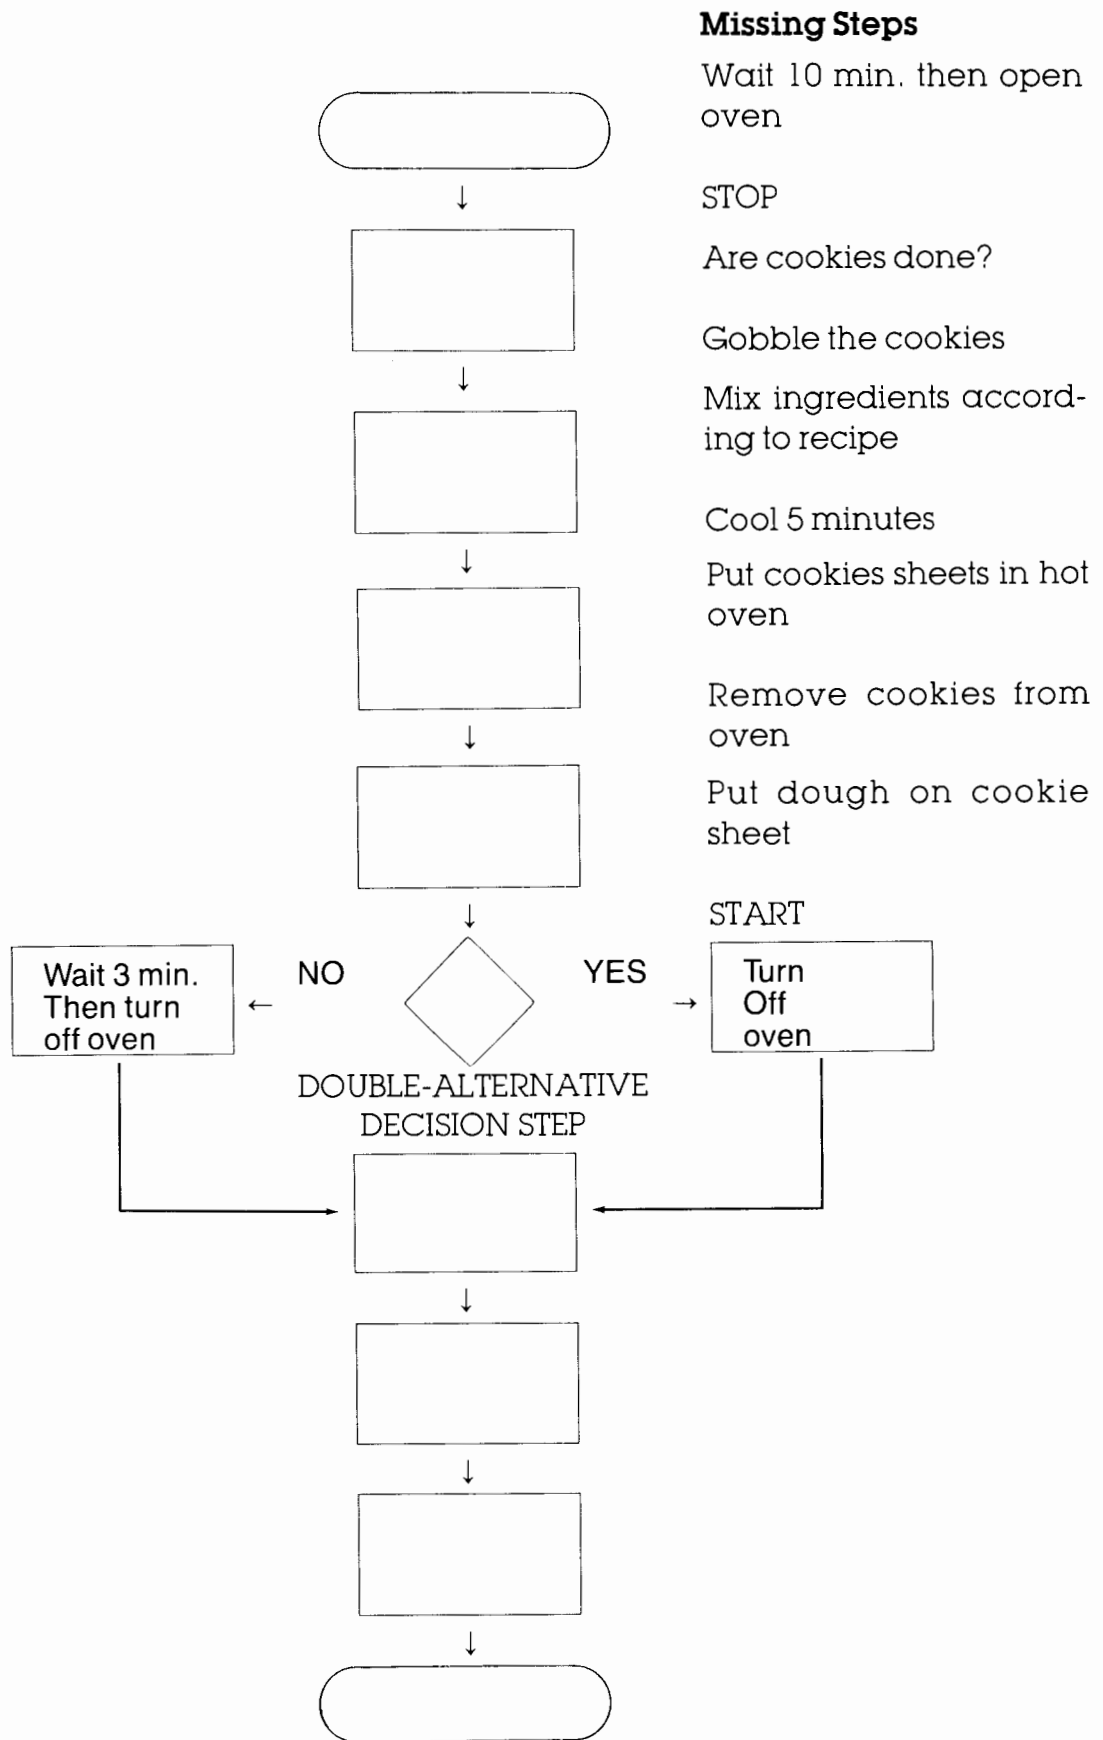 Missing Steps
Wait 10 min. then open
oven
STOP
Are cookies done?
Gobble the cookies
Mix ingredients accord-
ing to recipe
Cool 5 minutes
Put cookies sheets in hot
oven
Remove cookies from
oven
Put dough on cookie
sheet
START
Wait 3 min.
Then turn
off oven
NO
YES
Turn
Off
oven
DOUBLE-ALTERNATIVE
DECISION STEP